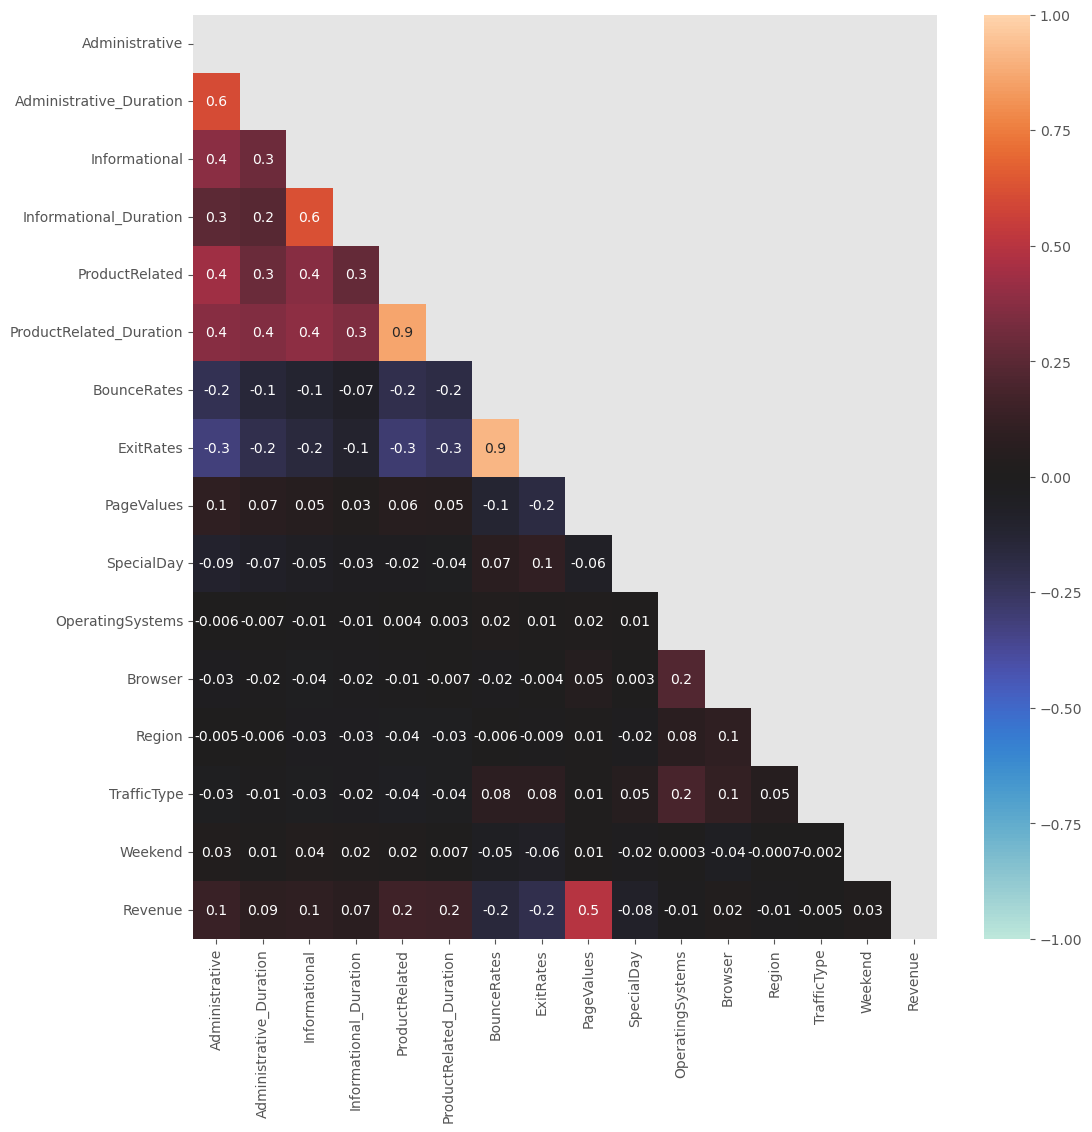 Administrative
Administrative_Duration 0.6
Informational 0.4 0.3
Informational_Duration 0.3 0.2 0.6
ProductRelated 0.4 0.3 0.4 0.3
ProductRelated_Duration 0.4 0.4 0.4 0.3 0.9
BounceRates -0.2 -0.1 -0.1 -0.07 -0.2 -0.2
ExitRates -0.3 -0.2 -0.2 -0.1 -0.3 -0.3 0.9
PageValues 0.1 0.07 0.05 0.03 0.06 0.05 -0.1 -0.2
SpecialDay -0.09 -0.07 -0.05 -0.03 -0.02 -0.04 0.07 0.1 -0.06
OperatingSystems -0.006 -0.007 -0.01 -0.01 0.004 0.003 0.02 0.01 0.02 0.01
Browser -0.03 -0.02 -0.04 -0.02 -0.01 -0.007 -0.02 -0.004 0.05 0.003 0.2
Region -0.005 -0.006 -0.03 -0.03 -0.04 -0.03 -0.006 -0.009 0.01 -0.02 0.08 0.1
TrafficType -0.03 -0.01 -0.03 -0.02 -0.04 -0.04 0.08 0.08 0.01 0.05 0.2 0.1 0.05
Weekend 0.03 0.01 0.04 0.02 0.02 0.007 -0.05 -0.06 0.01 -0.02 0.0003 -0.04 -0.0007 -0.002
Revenue 0.1 0.09 0.1 0.07 0.2 0.2 -0.2 -0.2 0.5 -0.08 -0.01 0.02 -0.01 -0.005 0.03
Administrative
Administrative_Duration
Informational
Informational_Duration
ProductRelated
ProductRelated_Duration
BounceRates
ExitRates
PageValues
SpecialDay
OperatingSystems
Browser
Region
TrafficType
Weekend
Revenue
1.00
0.75
0.50
0.25
0.00
−0.25
−0.50
−0.75
−1.00